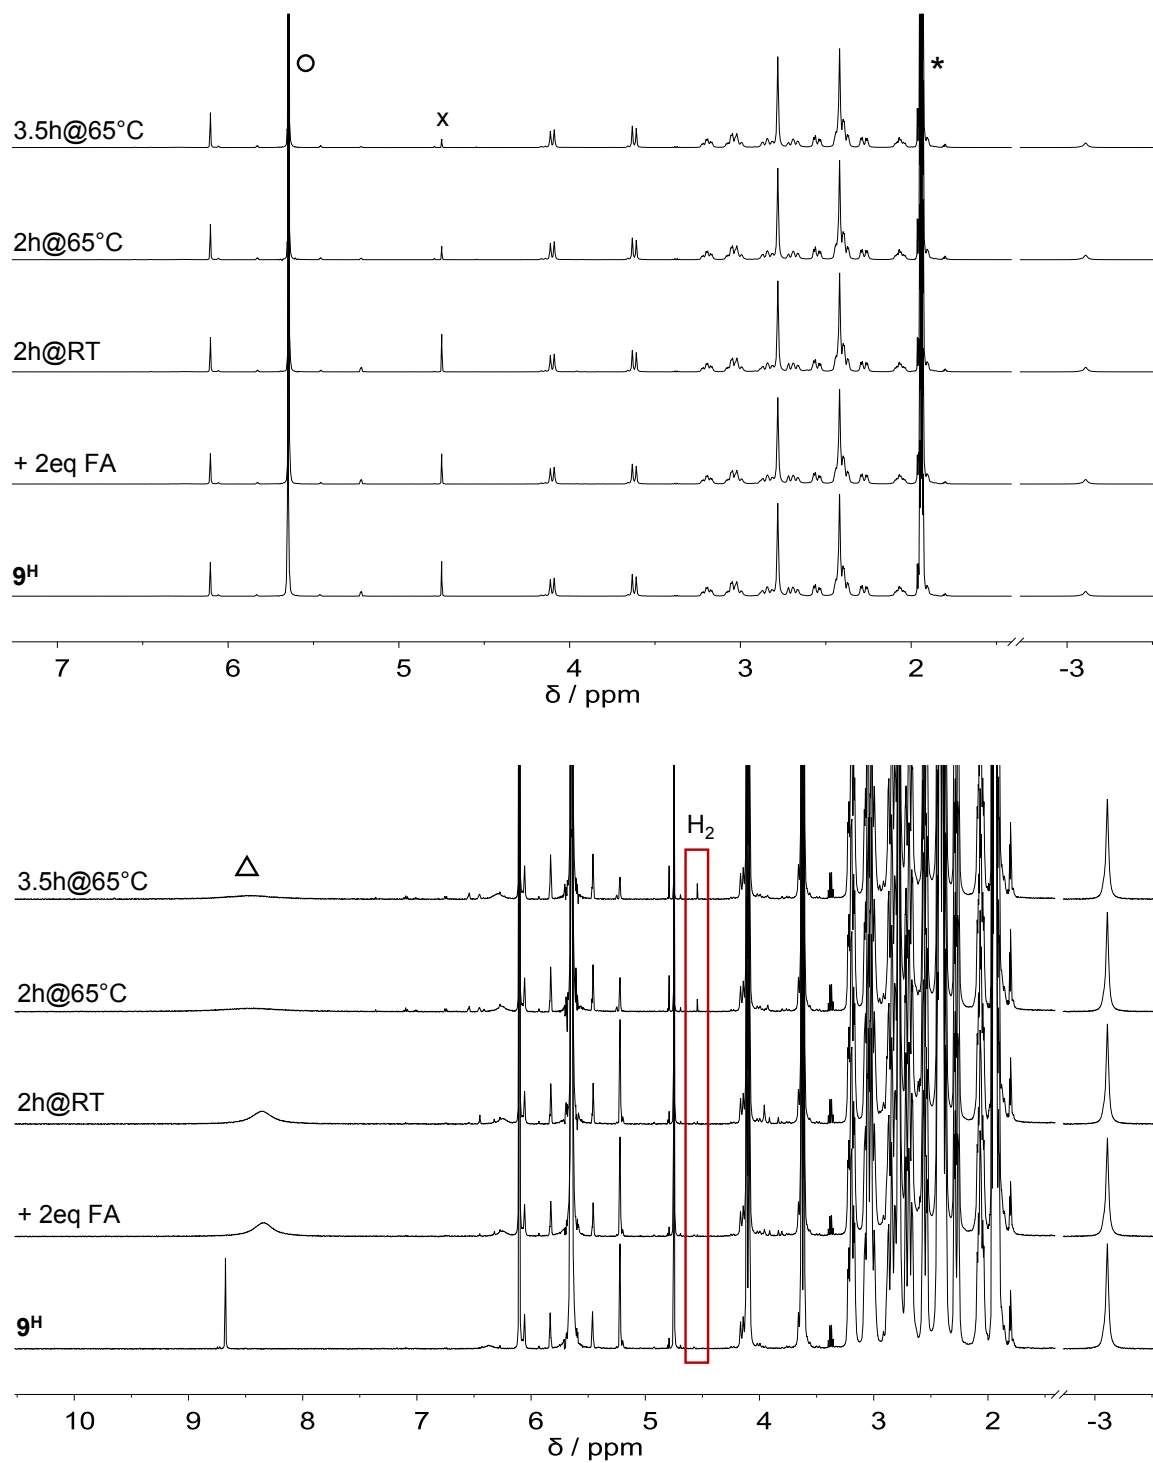 ○ *
x
3.5h@65°C
2h@65°C
2h@RT
+ 2eq FA
9ᴴ
7 6 5 4 3 2 -3
δ / ppm
H₂
△
3.5h@65°C
2h@65°C
2h@RT
+ 2eq FA
9ᴴ
10 9 8 7 6 5 4 3 2 -3
δ / ppm